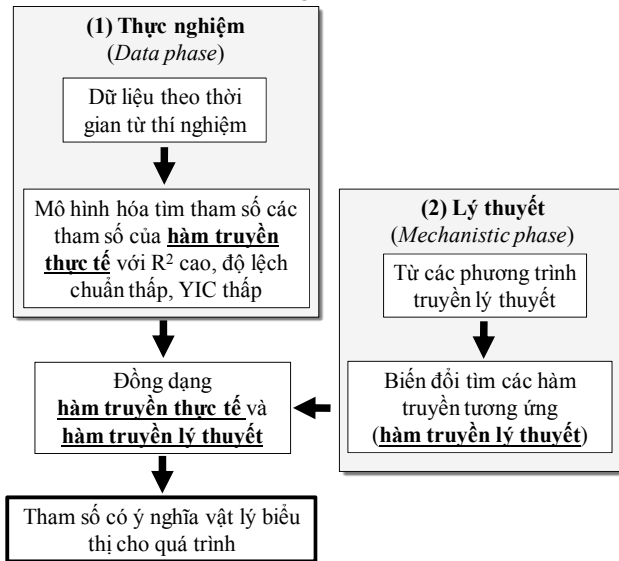 (1) Thực nghiệm
(Data phase)
Dữ liệu theo thời
gian từ thí nghiệm
Mô hình hóa tìm tham số các
tham số của hàm truyền
thực tế với R² cao, độ lệch
chuẩn thấp, YIC thấp
(2) Lý thuyết
(Mechanistic phase)
Từ các phương trình
truyền lý thuyết
Biến đổi tìm các hàm
truyền tương ứng
(hàm truyền lý thuyết)
Đồng dạng
hàm truyền thực tế và
hàm truyền lý thuyết
Tham số có ý nghĩa vật lý biểu
thị cho quá trình